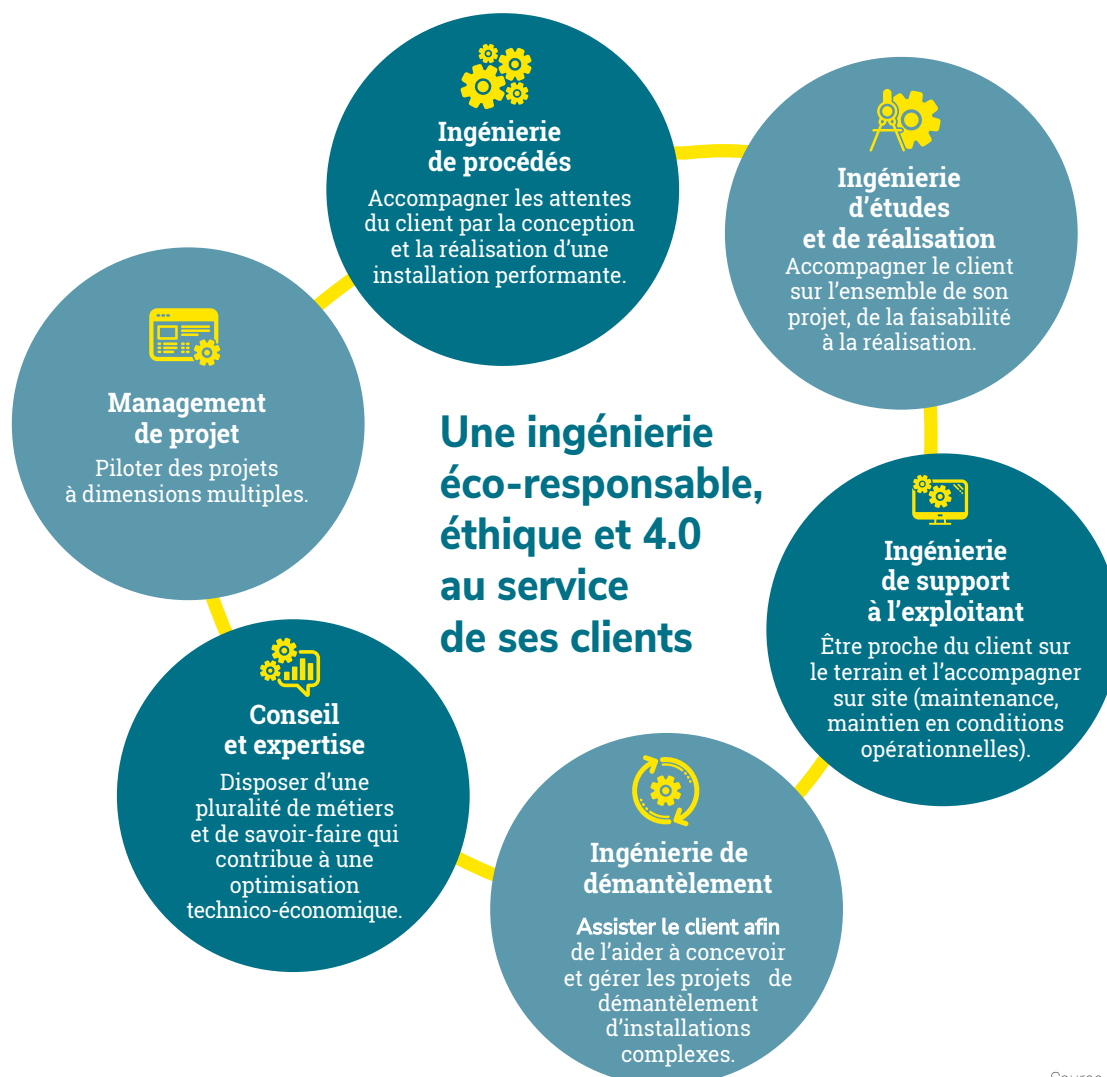 Ingénierie
de procédés
Accompagner les attentes
du client par la conception
et la réalisation d'une
installation performante.
Ingénierie
d'études
et de réalisation
Accompagner le client
sur l'ensemble de son
projet, de la faisabilité
à la réalisation.
Management
de projet
Piloter des projets
à dimensions multiples.
Une ingénierie
éco-responsable,
éthique et 4.0
au service
de ses clients
Ingénierie
de support
à l'exploitant
Être proche du client sur
le terrain et l'accompagner
sur site (maintenance,
maintien en conditions
opérationnelles).
Conseil
et expertise
Disposer d'une
pluralité de métiers
et de savoir-faire qui
contribue à une
optimisation
technico-économique.
Ingénierie de
démantèlement
Assister le client afin
de l'aider à concevoir
et gérer les projets de
démantèlement
d'installations
complexes.